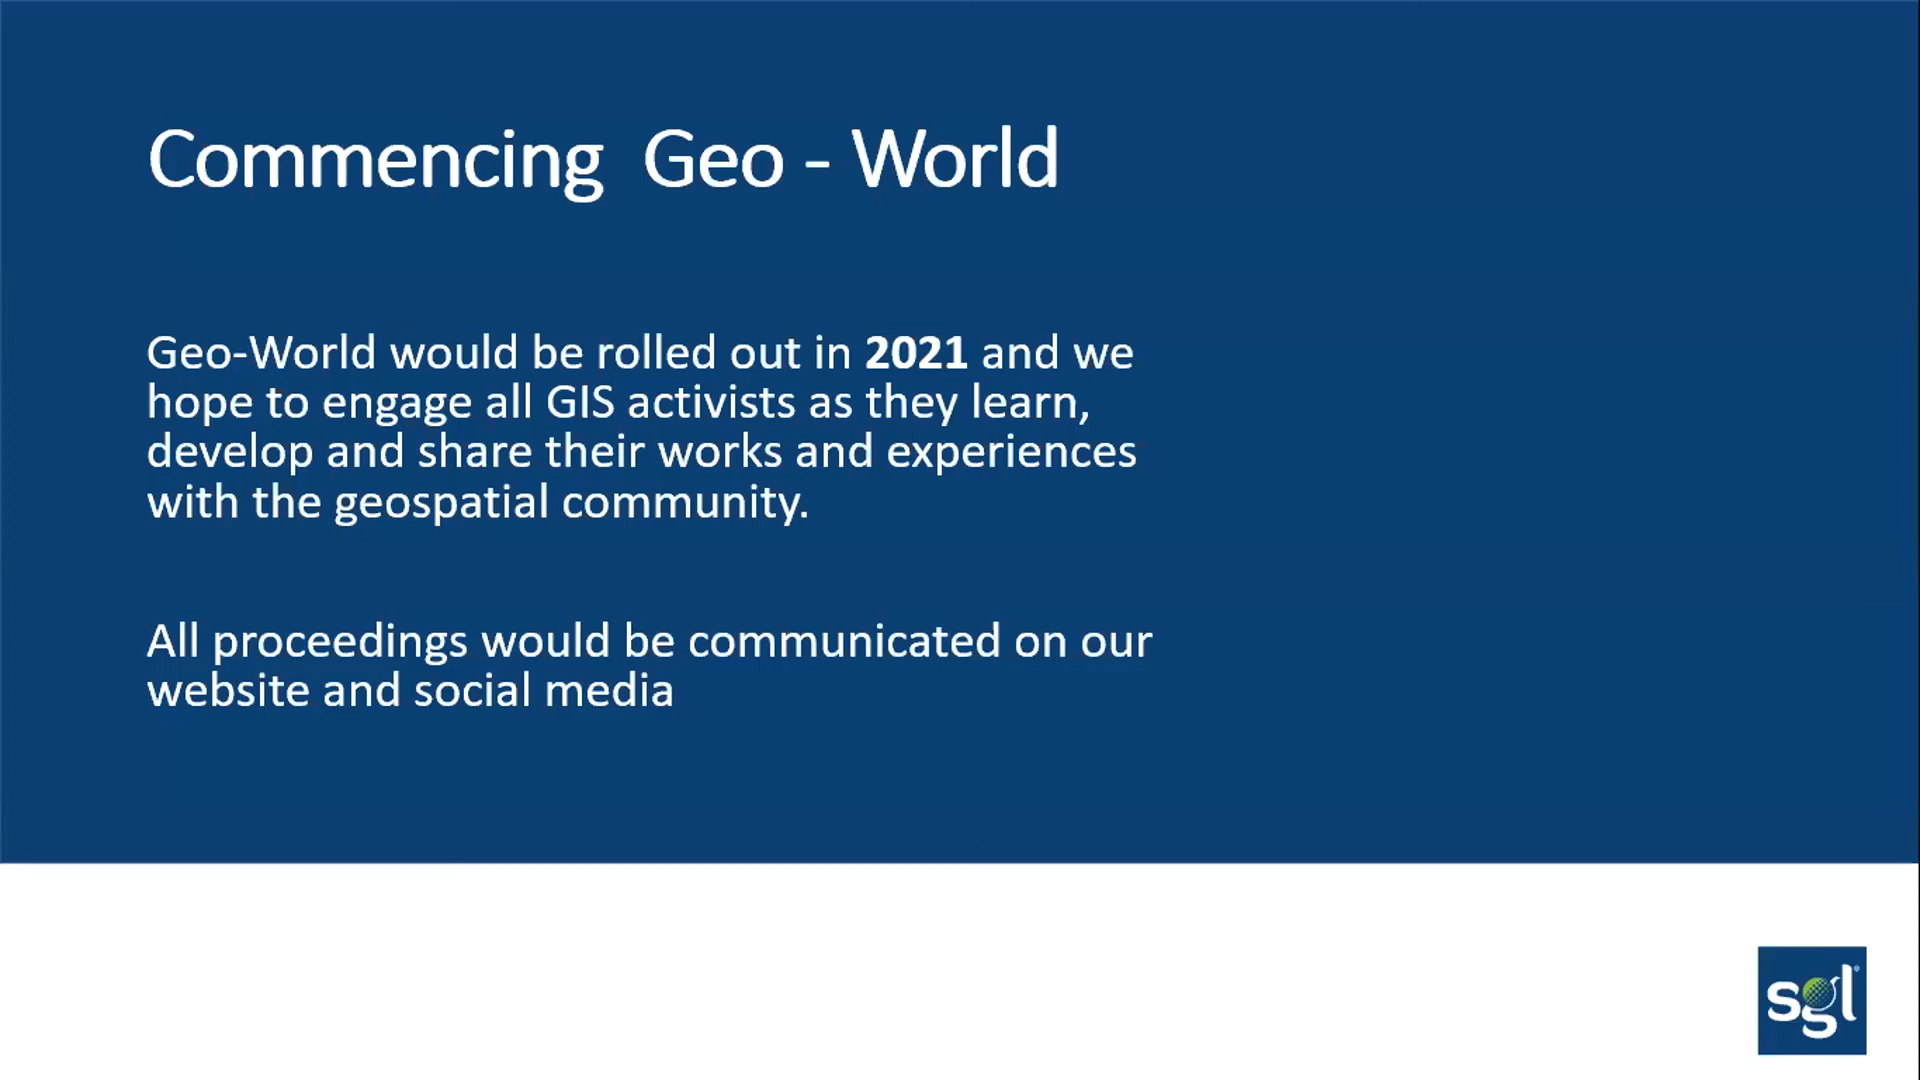 Commencing Geo - World
Geo-World would be rolled out in 2021 and we
hope to engage all GIS activists as they learn,
develop and share their works and experiences
with the geospatial community.
All proceedings would be communicated on our
website and social media
sgl